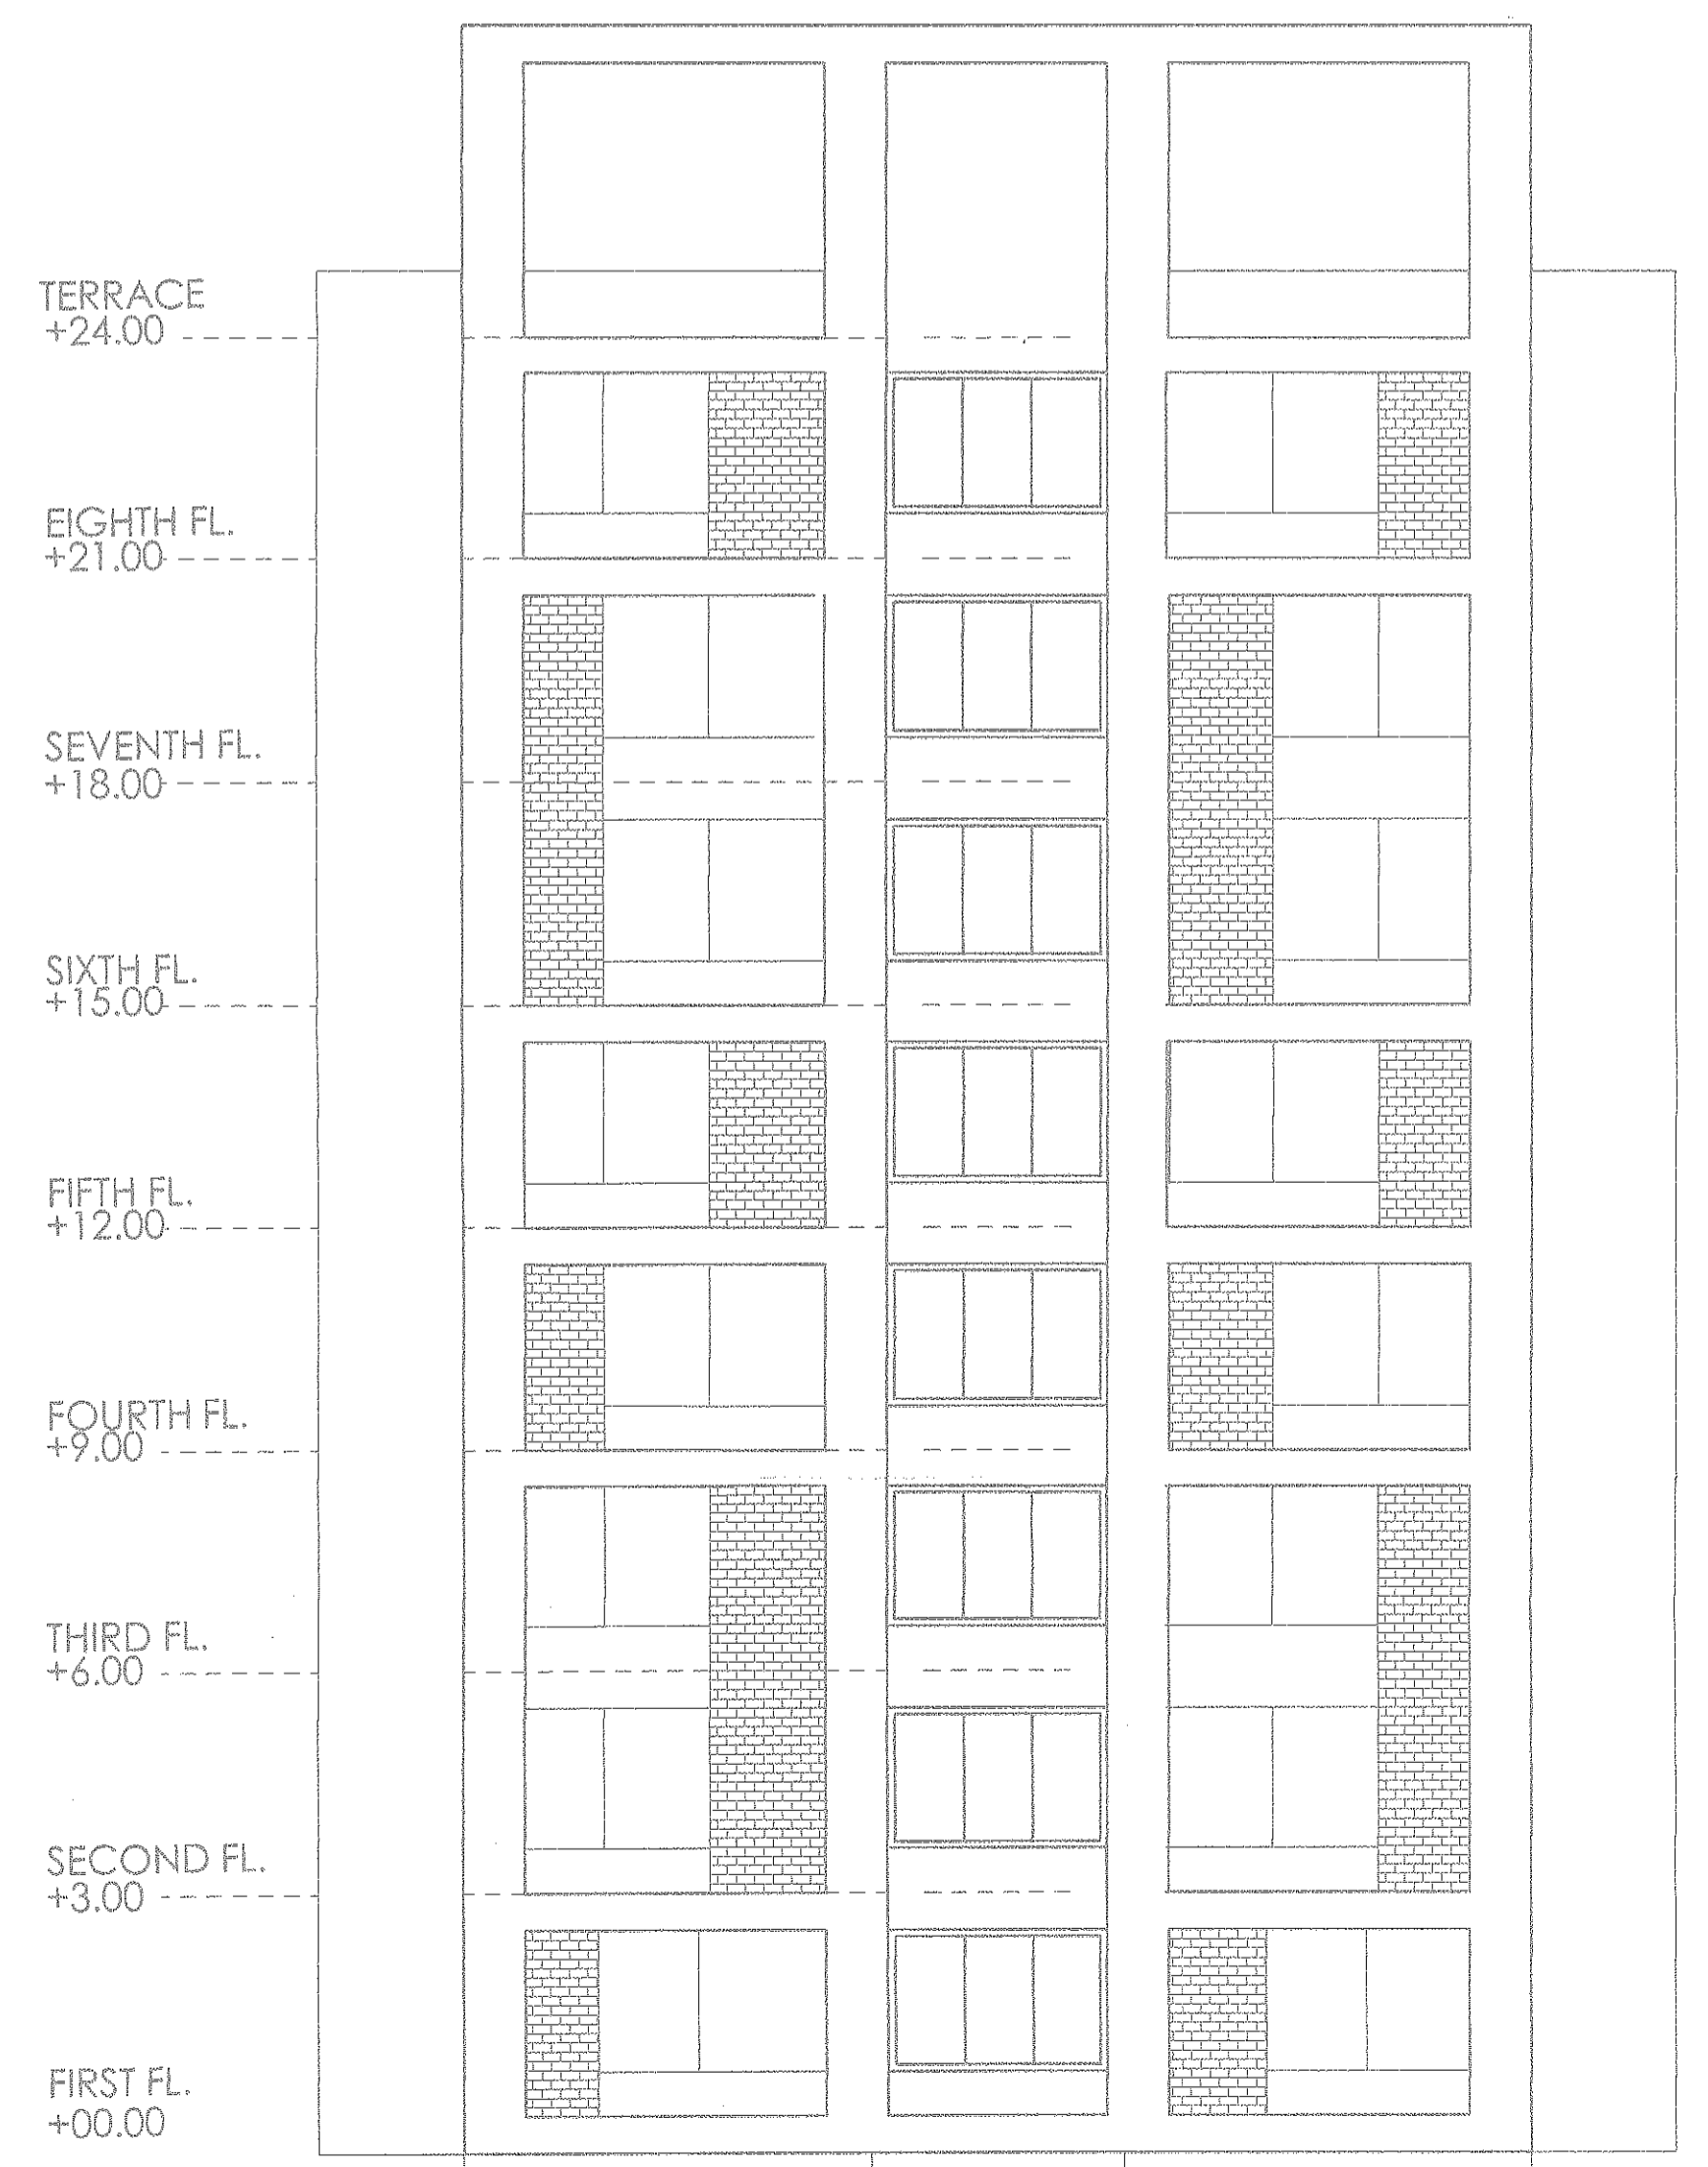 TERRACE
+24.00
EIGHTH FL.
+21.00
SEVENTH FL.
+18.00
SIXTH FL.
+15.00
FIFTH FL.
+12.00
FOURTH FL.
+9.00
THIRD FL.
+6.00
SECOND FL.
+3.00
FIRST FL.
+00.00